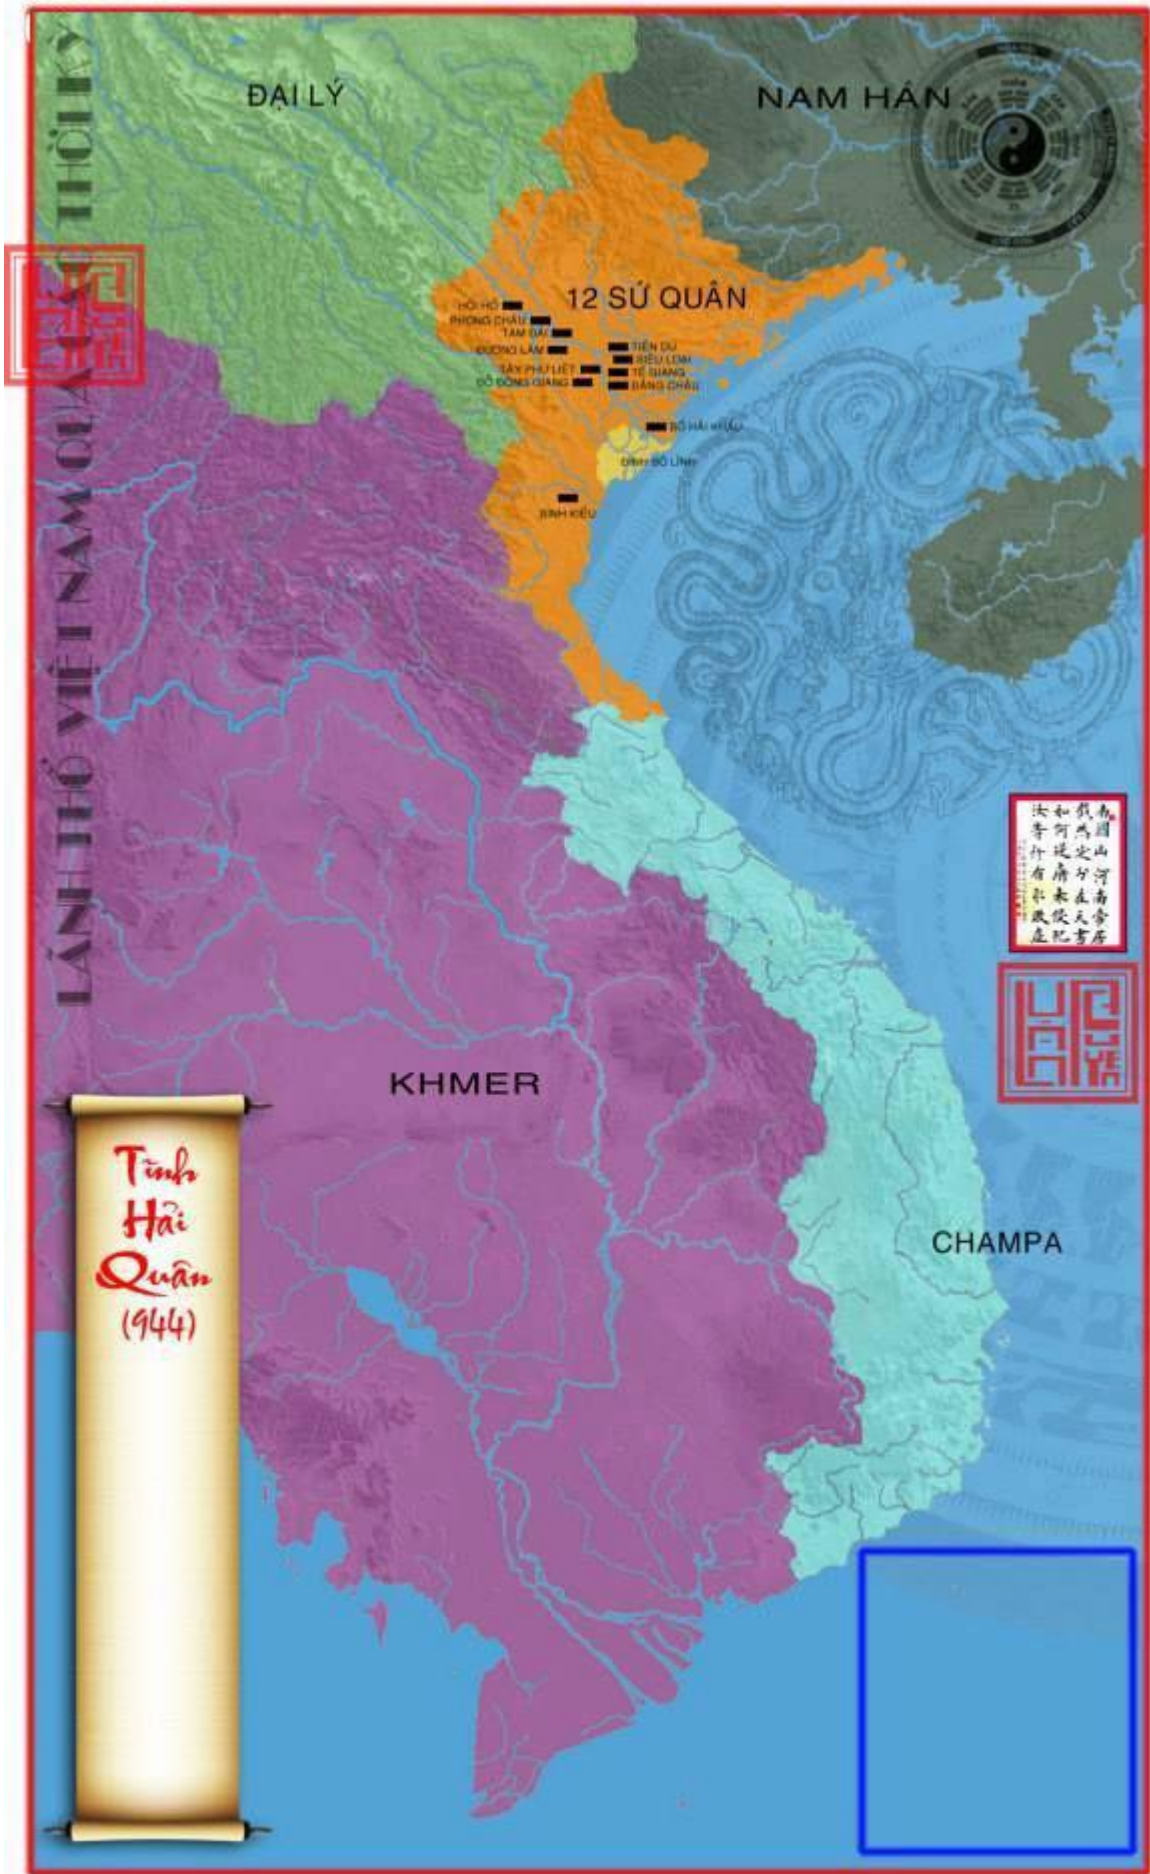 ĐẠI LÝ
NAM HÁN
12 SỨ QUÂN
HỒI HỒ
PHONG CHÂU
TAM ĐÁI
ĐƯỜNG LÂM
TIÊN DU
SIÊU LOẠI
TÂY PHÙ LIỆT
TẾ GIANG
ĐỖ ĐỘNG GIANG
ĐẰNG CHÂU
BỐ HẢI KHẨU
ĐINH BỘ LĨNH
BÌNH KIỀU
LÃNH THỔ VIỆT NAM QUA THỜI KỲ
南國山河南帝居
截然定分在天書
如何逆虜來侵犯
汝等行看取敗虛
KHMER
CHAMPA
Tĩnh
Hải
Quân
(944)